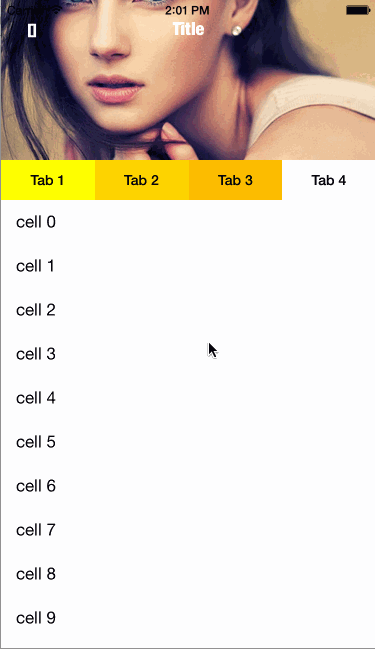 2:01 PM
Title
Tab 1 Tab 2 Tab 3 Tab 4
cell 0
cell 1
cell 2
cell 3
cell 4
cell 5
cell 6
cell 7
cell 8
cell 9